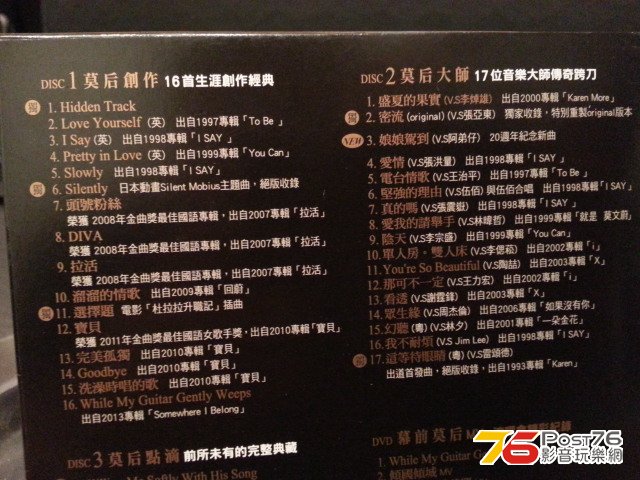 DISC 1 莫后創作 16首生涯創作經典
獨 1. Hidden Track
2. Love Yourself (英) 出自1997專輯「To Be 」
3. I Say (英) 出自1998專輯「I SAY 」
4. Pretty in Love (英) 出自1999專輯「You Can」
5. Slowly 出自1998專輯「I SAY」
獨 6. Silently 日本動畫Silent Mobius主題曲，絕版收錄
7. 頭號粉絲
榮獲 2008年金曲獎最佳國語專輯，出自2007專輯「拉活」
8. DIVA
榮獲 2008年金曲獎最佳國語專輯，出自2007專輯「拉活」
9. 拉活
榮獲 2008年金曲獎最佳國語專輯，出自2007專輯「拉活」
10. 溜溜的情歌 出自2009專輯「回蔚」
獨 11. 選擇題 電影「杜拉拉升職記」插曲
12. 寶貝
榮獲 2011年金曲獎最佳國語女歌手獎，出自2010專輯「寶貝」
13. 完美孤獨 出自2010專輯「寶貝」
14. Goodbye 出自2010專輯「寶貝」
15. 洗澡時唱的歌 出自2010專輯「寶貝」
16. While My Guitar Gently Weeps
出自2013專輯「Somewhere I Belong」
DISC 3 莫后點滴 前所未有的完整典藏
My Softly With His Song
DISC 2 莫后大師 17位音樂大師傳奇跨刀
1. 盛夏的果實 (V.S李焯雄) 出自2000專輯「Karen More」
獨 2. 密流 (original) (V.S張亞東) 獨家收錄，特別重製original版本
NEW 3. 娘娘駕到 (V.S阿弟仔) 20週年紀念新曲
4. 愛情 (V.S張洪量) 出自1998專輯「I SAY」
5. 電台情歌 (V.S王治平) 出自1997專輯「To Be」
6. 堅強的理由 (V.S伍佰) 與伍佰合唱 出自1998專輯「I SAY」
7. 真的嗎 (V.S張震嶽) 出自1998專輯「I SAY」
8. 愛我的請舉手 (V.S林暐哲) 出自1999專輯「就是 莫文蔚」
9. 陰天 (V.S李宗盛) 出自1999專輯「You Can」
10. 單人房。雙人床 (V.S李偲菘) 出自2002專輯「i」
11. You're So Beautiful (V.S陶喆) 出自2003專輯「X」
12. 那可不一定 (V.S王力宏) 出自2002專輯「i」
13. 看透 (V.S謝霆鋒) 出自2003專輯「X」
14. 眾生緣 (V.S周杰倫) 出自2006專輯「如果沒有你」
15. 幻聽 (粵) (V.S林夕) 出自2001專輯「一朵金花」
16. 我不耐煩 (V.S Jim Lee) 出自1998專輯「I SAY」
獨 17. 這等待眼睛 (粵) (V.S雷頌德)
出道首發曲，絕版收錄，出自1993專輯「Karen」
DVD 幕前莫后
1. While My Guitar
2. 傾國傾城 MV
76 Post76
影音玩樂網